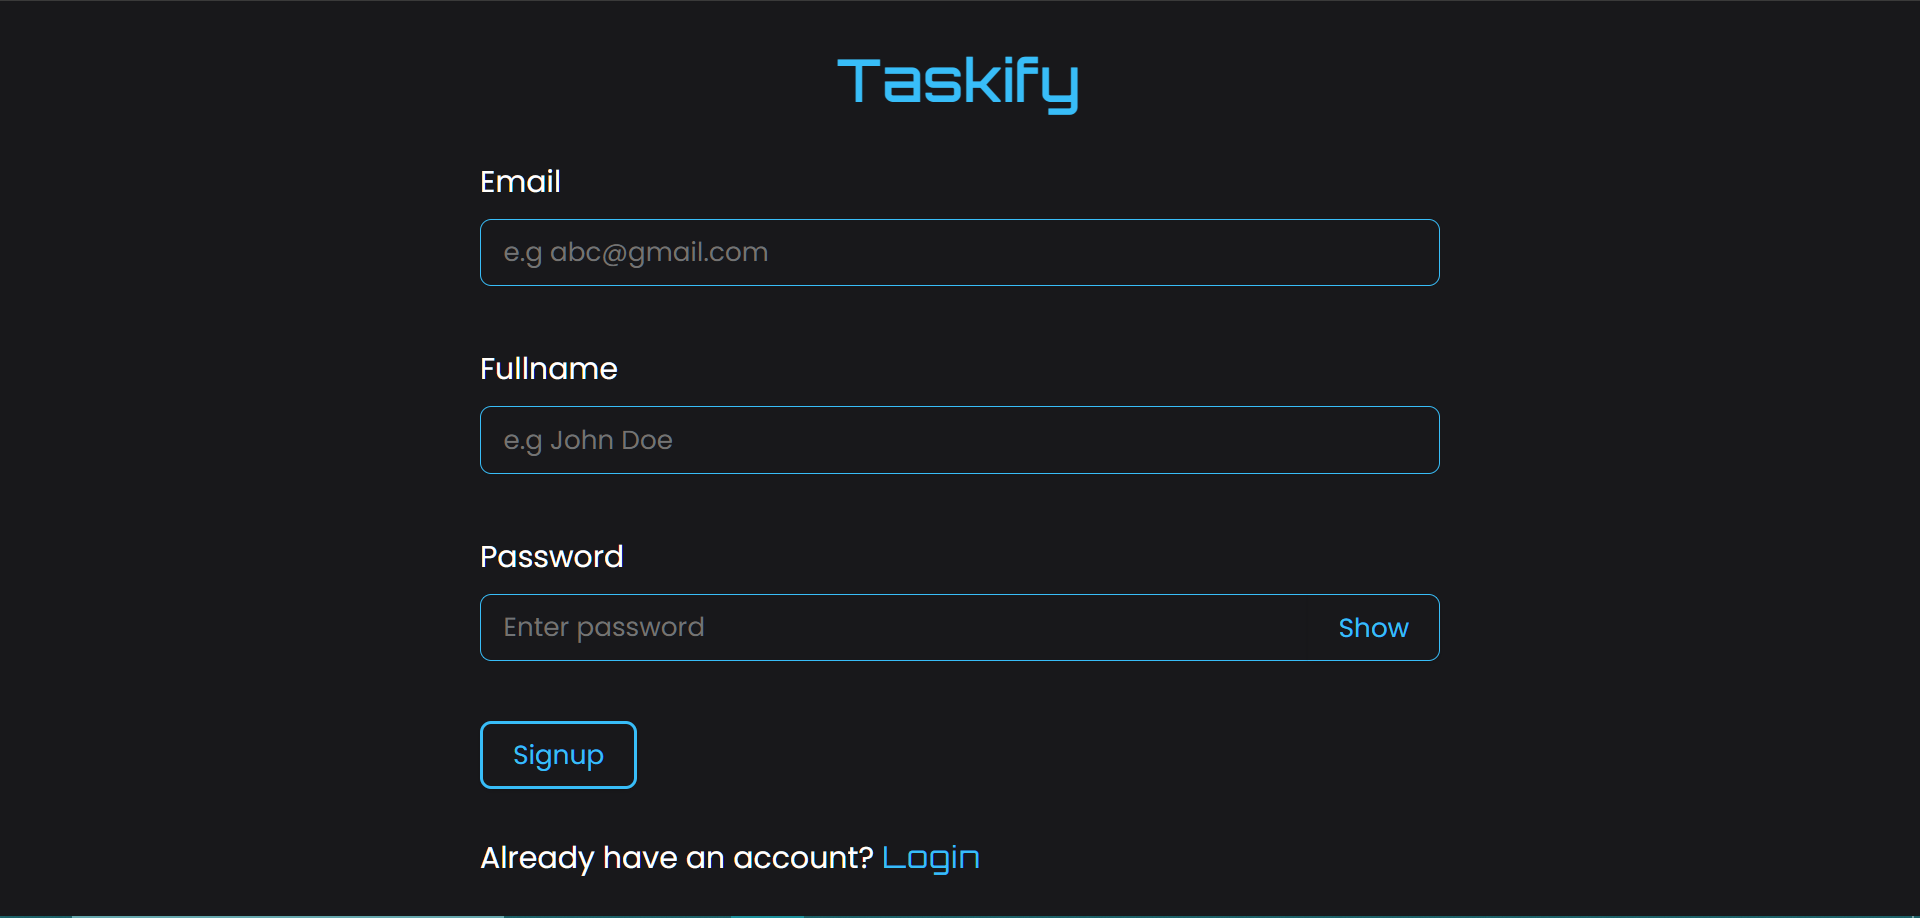 Taskify
Email
e.g abc@gmail.com
Fullname
e.g John Doe
Password
Enter password Show
Signup
Already have an account? Login